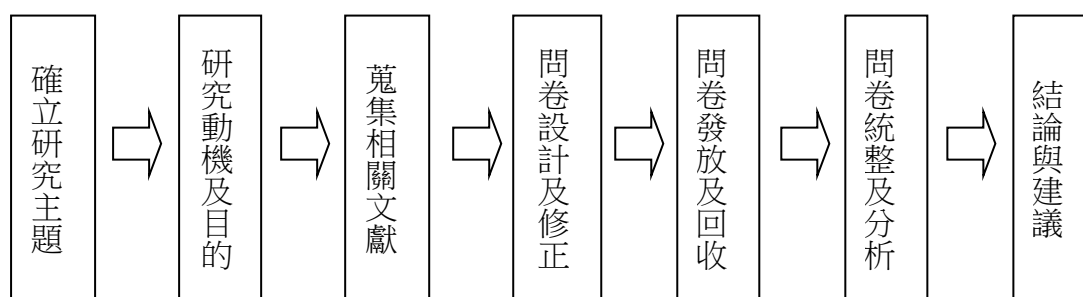 確立研究主題
研究動機及目的
蒐集相關文獻
問卷設計及修正
問卷發放及回收
問卷統整及分析
結論與建議